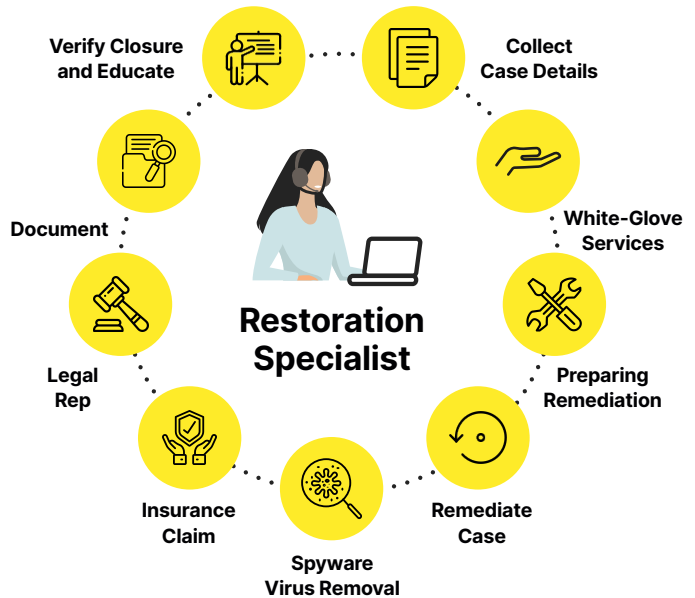 Verify Closure
and Educate
Collect
Case Details
White-Glove
Services
Document
Restoration
Specialist
Legal
Rep
Preparing
Remediation
Insurance
Claim
Remediate
Case
Spyware
Virus Removal